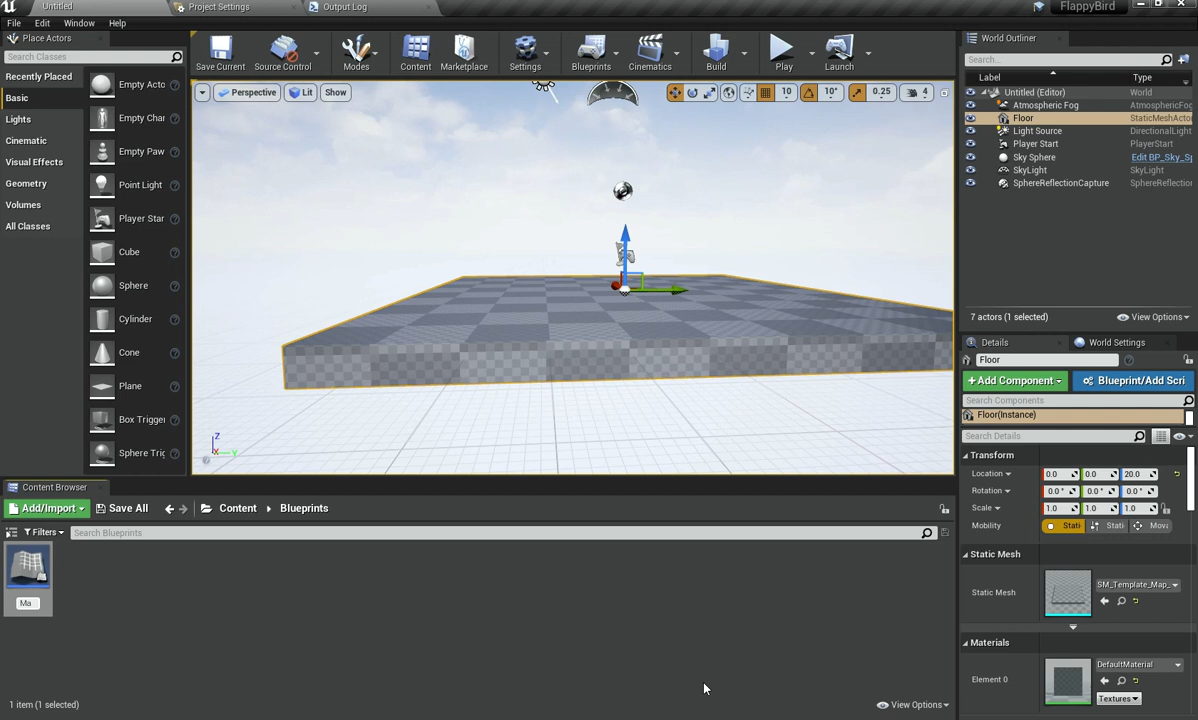 Untitled
Project Settings
Output Log
FlappyBird
File Edit Window Help
Place Actors
Search Classes
Recently Placed
Basic
Lights
Cinematic
Visual Effects
Geometry
Volumes
All Classes
Empty Acto
Empty Char
Empty Paw
Point Light
Player Star
Cube
Sphere
Cylinder
Cone
Plane
Box Trigge
Sphere Trig
Save Current
Source Control
Modes
Content
Marketplace
Settings
Blueprints
Cinematics
Build
Play
Launch
Perspective Lit Show
10 10° 0.25 4
Z
X Y
World Outliner
Search...
Label Type
Untitled (Editor) World
Atmospheric Fog AtmosphericFog
Floor StaticMeshActo
Light Source DirectionalLight
Player Start PlayerStart
Sky Sphere Edit BP_Sky_Sp
SkyLight SkyLight
SphereReflectionCapture SphereReflection
7 actors (1 selected) View Options
Details World Settings
Floor
+Add Component Blueprint/Add Scri
Search Components
Floor(Instance)
Search Details
Transform
Location 0.0 0.0 20.0
Rotation 0.0° 0.0° 0.0°
Scale 1.0 1.0 1.0
Mobility Stati Stati Mova
Static Mesh
Static Mesh SM_Template_Map_
Materials
Element 0 DefaultMaterial
Textures
Content Browser
Add/Import Save All Content Blueprints
Filters Search Blueprints
Ma
1 item (1 selected) View Options